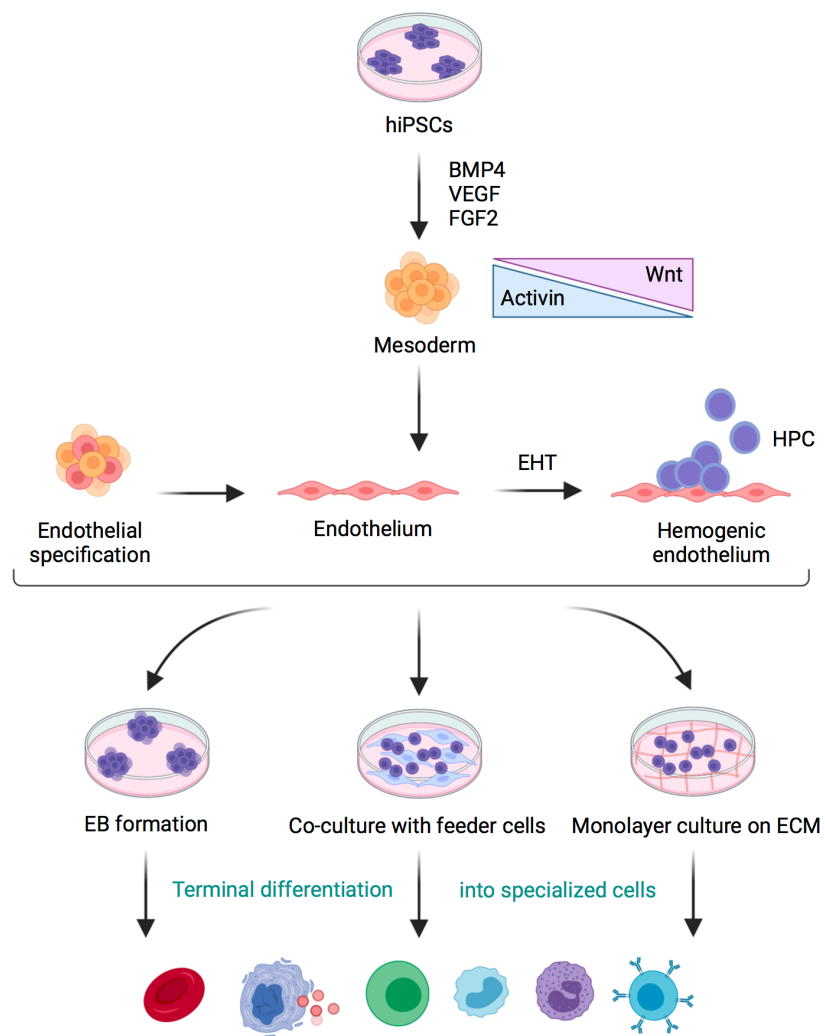 hiPSCs
BMP4
VEGF
FGF2
Wnt
Activin
Mesoderm
HPC
EHT
Endothelial
specification
Endothelium
Hemogenic
endothelium
EB formation
Co-culture with feeder cells
Monolayer culture on ECM
Terminal differentiation
into specialized cells